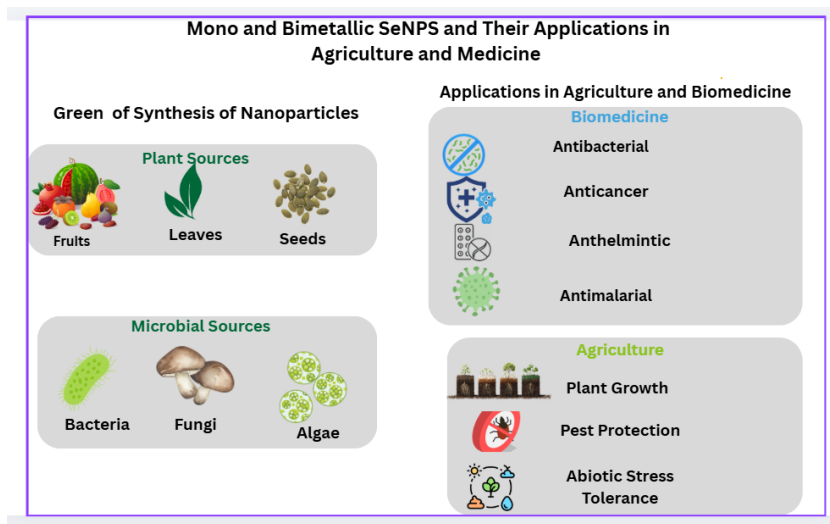 Mono and Bimetallic SeNPS and Their Applications in
Agriculture and Medicine
Green of Synthesis of Nanoparticles
Plant Sources
Fruits
Leaves
Seeds
Microbial Sources
Bacteria
Fungi
Algae
Applications in Agriculture and Biomedicine
Biomedicine
Antibacterial
Anticancer
Anthelmintic
Antimalarial
Agriculture
Plant Growth
Pest Protection
Abiotic Stress
Tolerance